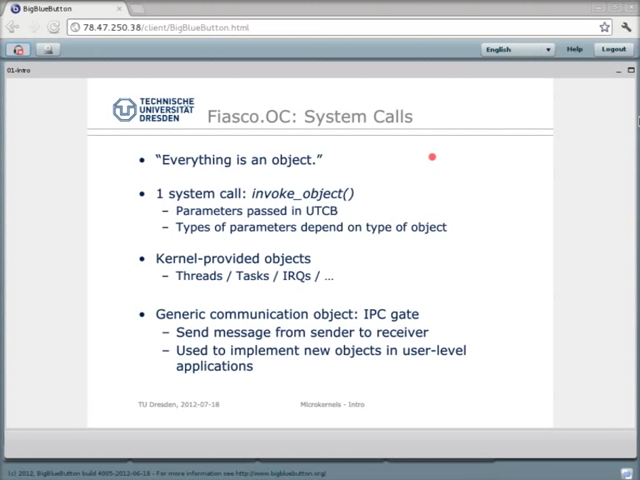 BigBlueButton
78.47.250.38/client/BigBlueButton.html
English
Help
Logout
01-Intro
TECHNISCHE
UNIVERSITÄT
DRESDEN
Fiasco.OC: System Calls
• "Everything is an object."
• 1 system call: invoke_object()
– Parameters passed in UTCB
– Types of parameters depend on type of object
• Kernel-provided objects
– Threads / Tasks / IRQs / ...
• Generic communication object: IPC gate
– Send message from sender to receiver
– Used to implement new objects in user-level
applications
TU Dresden, 2012-07-18
Microkernels - Intro
(c) 2012, BigBlueButton build 4005-2012-06-18 - For more information see http://www.bigbluebutton.org/